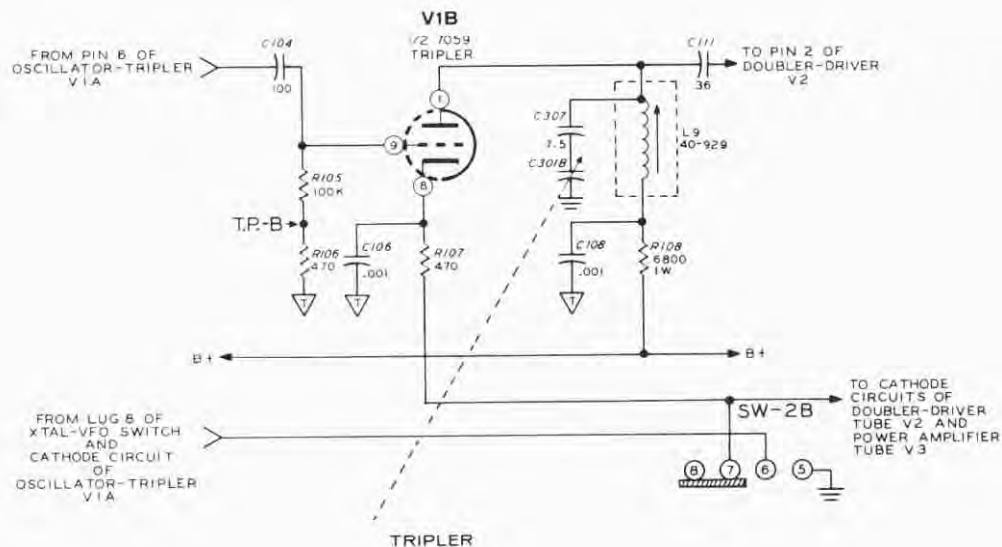 V1B
1/2 7059
TRIPLER
FROM PIN 6 OF
OSCILLATOR-TRIPLER
V1A
C104
100
C111
36
TO PIN 2 OF
DOUBLER-DRIVER
V2
1
9
8
C307
C301B
L9
40-929
R105
100K
T.P.-B
R106
470
T
C106
.001
T
R107
470
C108
.001
T
R108
6800
1W
B+
B+
FROM LUG 8 OF
XTAL-VFO SWITCH
AND
CATHODE CIRCUIT
OF
OSCILLATOR-TRIPLER
V1A
SW-2B
TO CATHODE
CIRCUITS OF
DOUBLER-DRIVER
TUBE V2 AND
POWER AMPLIFIER
TUBE V3
8
7
6
5
TRIPLER